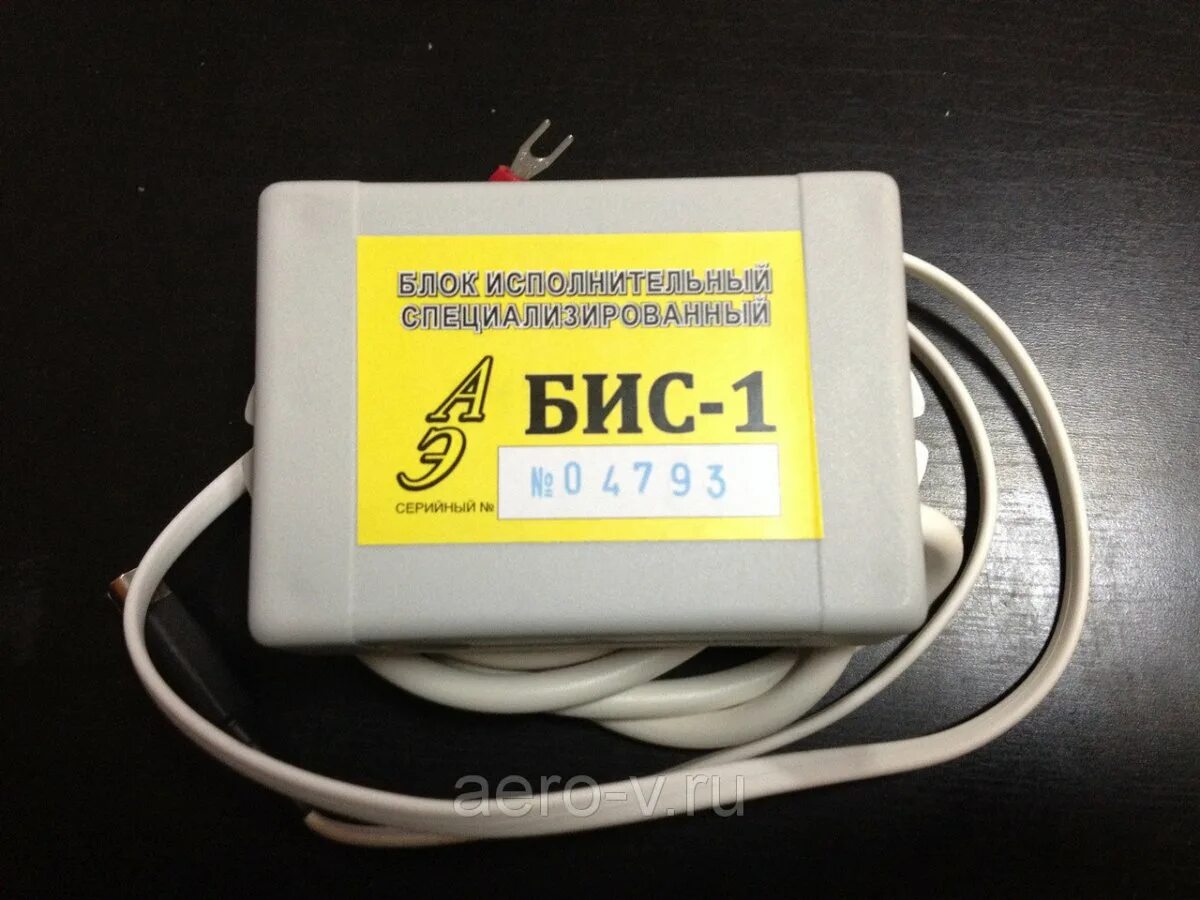 БЛОК ИСПОЛНИТЕЛЬНЫЙ
СПЕЦИАЛИЗИРОВАННЫЙ
АЭ
БИС-1
СЕРИЙНЫЙ №
№04793
aero-v.ru